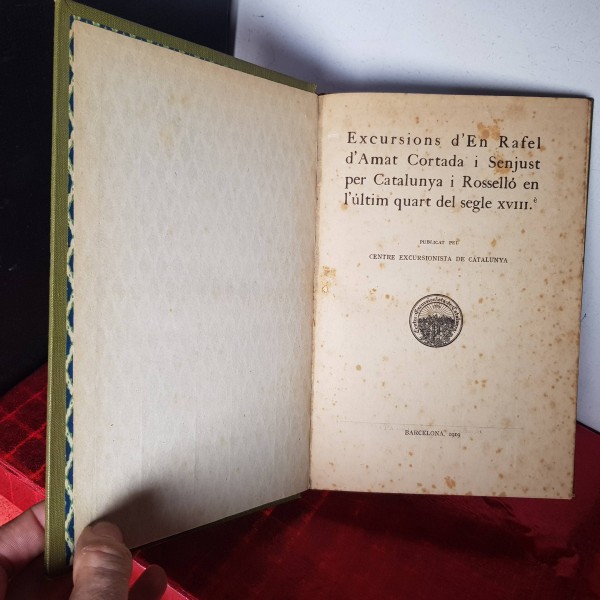 Excursions d'En Rafel
d'Amat Cortada i Senjust
per Catalunya i Rosselló en
l'últim quart del segle XVIII.è
PUBLICAT PEL
CENTRE EXCURSIONISTA DE CATALUNYA
BARCELONA, 1919